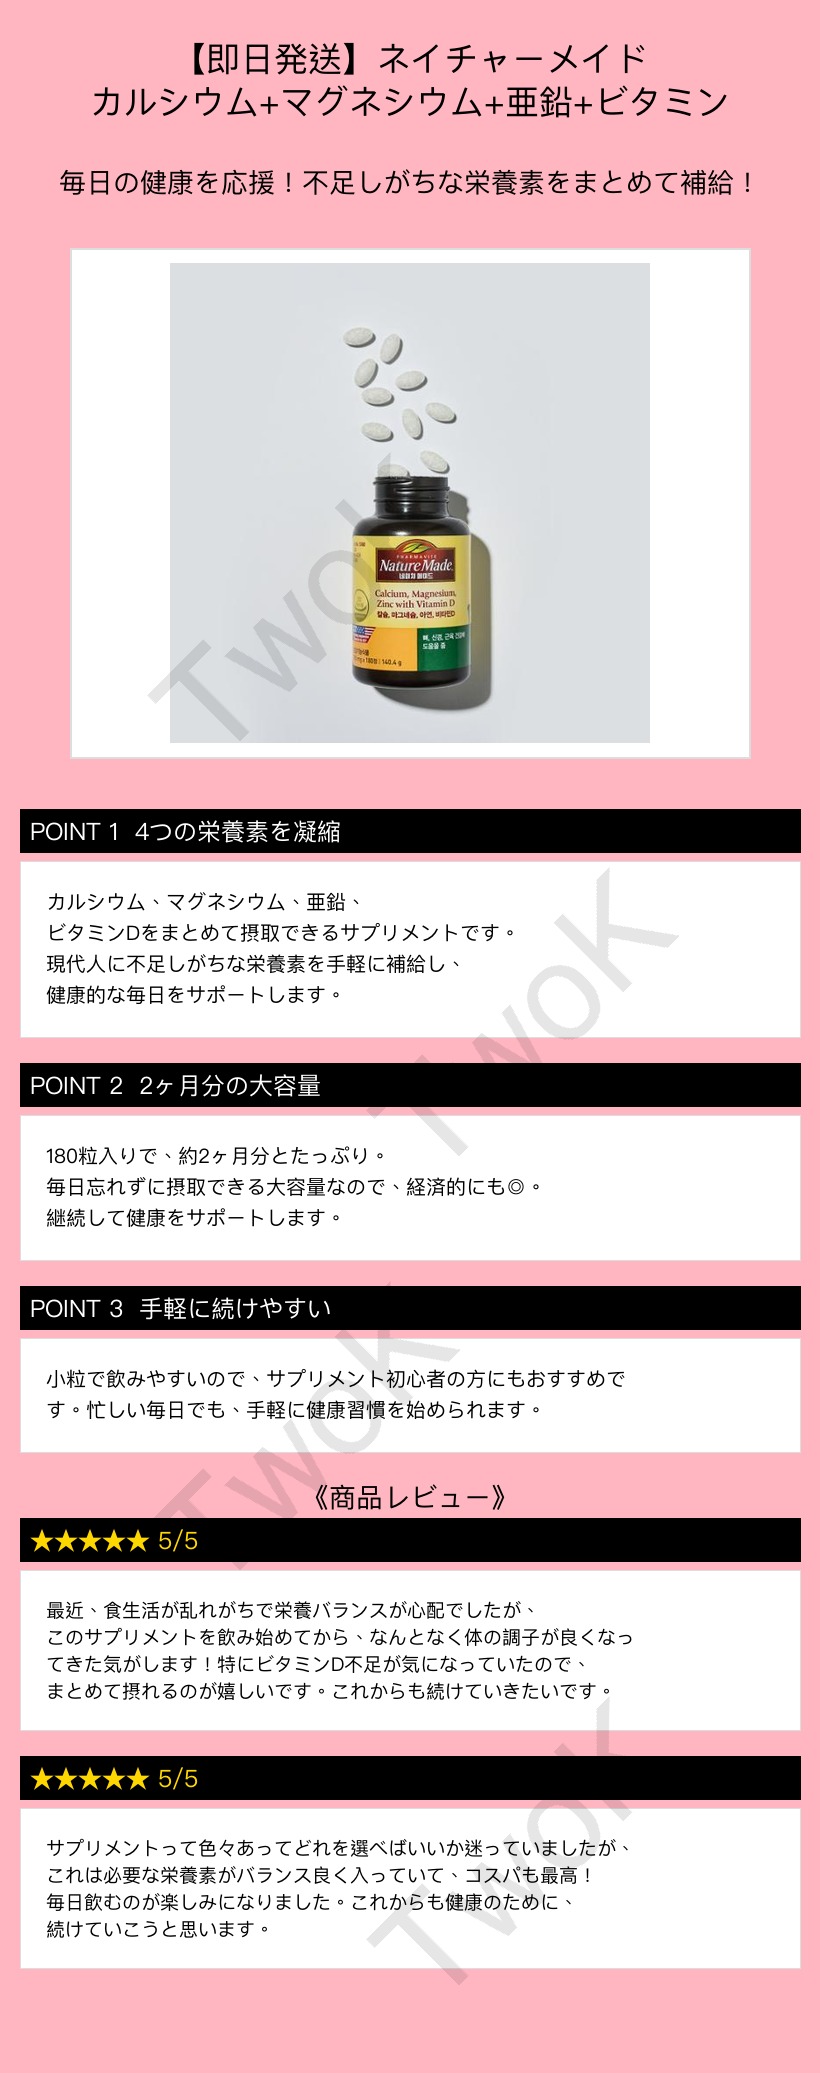 【即日発送】ネイチャーメイド
カルシウム+マグネシウム+亜鉛+ビタミン
毎日の健康を応援！不足しがちな栄養素をまとめて補給！
PHARMAVITE
Nature Made
네이처 메이드
Calcium, Magnesium,
Zinc with Vitamin D
칼슘, 마그네슘, 아연, 비타민D
뼈, 신경, 근육 건강에
도움을 줌
180정 | 140.4 g
TwoK
POINT 1 4つの栄養素を凝縮
カルシウム、マグネシウム、亜鉛、
ビタミンDをまとめて摂取できるサプリメントです。
現代人に不足しがちな栄養素を手軽に補給し、
健康的な毎日をサポートします。
TwoK
POINT 2 2ヶ月分の大容量
180粒入りで、約2ヶ月分とたっぷり。
毎日忘れずに摂取できる大容量なので、経済的にも◎。
継続して健康をサポートします。
POINT 3 手軽に続けやすい
小粒で飲みやすいので、サプリメント初心者の方にもおすすめで
す。忙しい毎日でも、手軽に健康習慣を始められます。
TwoK
《商品レビュー》
★★★★★ 5/5
最近、食生活が乱れがちで栄養バランスが心配でしたが、
このサプリメントを飲み始めてから、なんとなく体の調子が良くなっ
てきた気がします！特にビタミンD不足が気になっていたので、
まとめて摂れるのが嬉しいです。これからも続けていきたいです。
★★★★★ 5/5
サプリメントって色々あってどれを選べばいいか迷っていましたが、
これは必要な栄養素がバランス良く入っていて、コスパも最高！
毎日飲むのが楽しみになりました。これからも健康のために、
続けていこうと思います。
TwoK